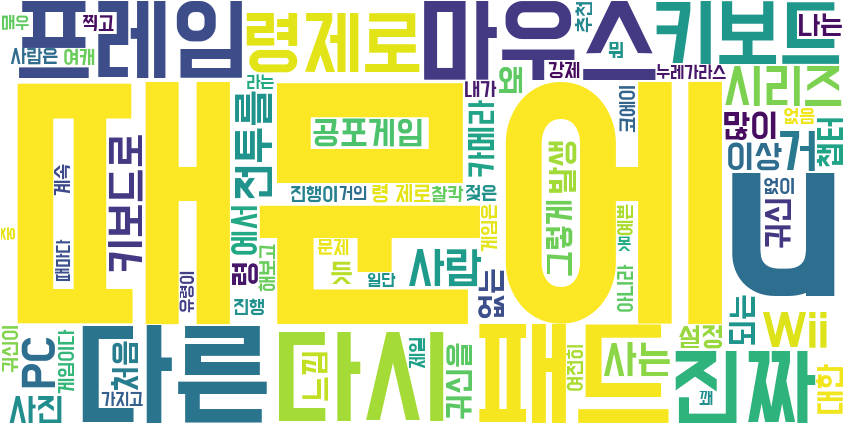 매우
찍고
프레임
령제로
마우스
추천
뭔
키보드
나는
사람은
여캐
강제
누레가라스
라는
내가
왜
시리즈
때문에
공포게임
카메라
코에이
많이
없음
챕터
전투를
이상
거
계속
키보드로
그렇게
발생
u
없이
귀신
진행이
거의
령 제로
찰칵
젖은
에서
게임은
예쁜
못
징
때마다
유령이
령
해보고
문제
듯
일단
사람
없는
아니라
진행
되는
Wii
귀신이
PC
게임이다
처음
다른
가지고
사진
느낌
다시
제일
귀신을
패드
여전히
사는
설정
진짜
꽤
대한